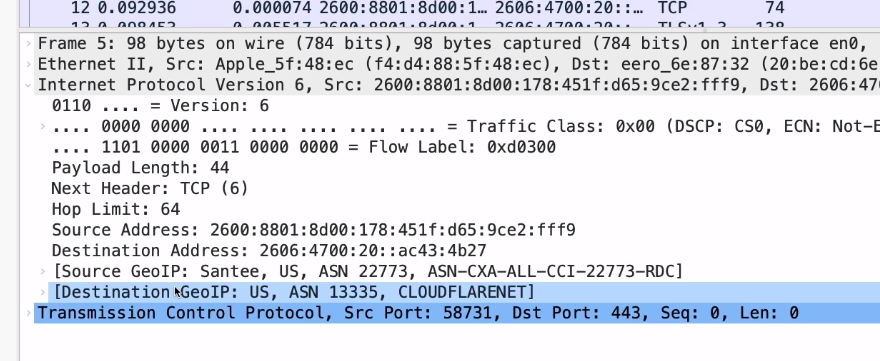 12 0.092936 0.000074 2600:8801:8d00:1… 2606:4700:20::… TCP 74
13 0.098453 0.005517 2600:8801:8d00:1… 2606:4700:20::… TLSv1.3 138
Frame 5: 98 bytes on wire (784 bits), 98 bytes captured (784 bits) on interface en0,
Ethernet II, Src: Apple_5f:48:ec (f4:d4:88:5f:48:ec), Dst: eero_6e:87:32 (20:be:cd:6e
Internet Protocol Version 6, Src: 2600:8801:8d00:178:451f:d65:9ce2:fff9, Dst: 2606:470
0110 .... = Version: 6
.... 0000 0000 .... .... .... .... .... = Traffic Class: 0x00 (DSCP: CS0, ECN: Not-E
.... 1101 0000 0011 0000 0000 = Flow Label: 0xd0300
Payload Length: 44
Next Header: TCP (6)
Hop Limit: 64
Source Address: 2600:8801:8d00:178:451f:d65:9ce2:fff9
Destination Address: 2606:4700:20::ac43:4b27
[Source GeoIP: Santee, US, ASN 22773, ASN-CXA-ALL-CCI-22773-RDC]
[Destination GeoIP: US, ASN 13335, CLOUDFLARENET]
Transmission Control Protocol, Src Port: 58731, Dst Port: 443, Seq: 0, Len: 0